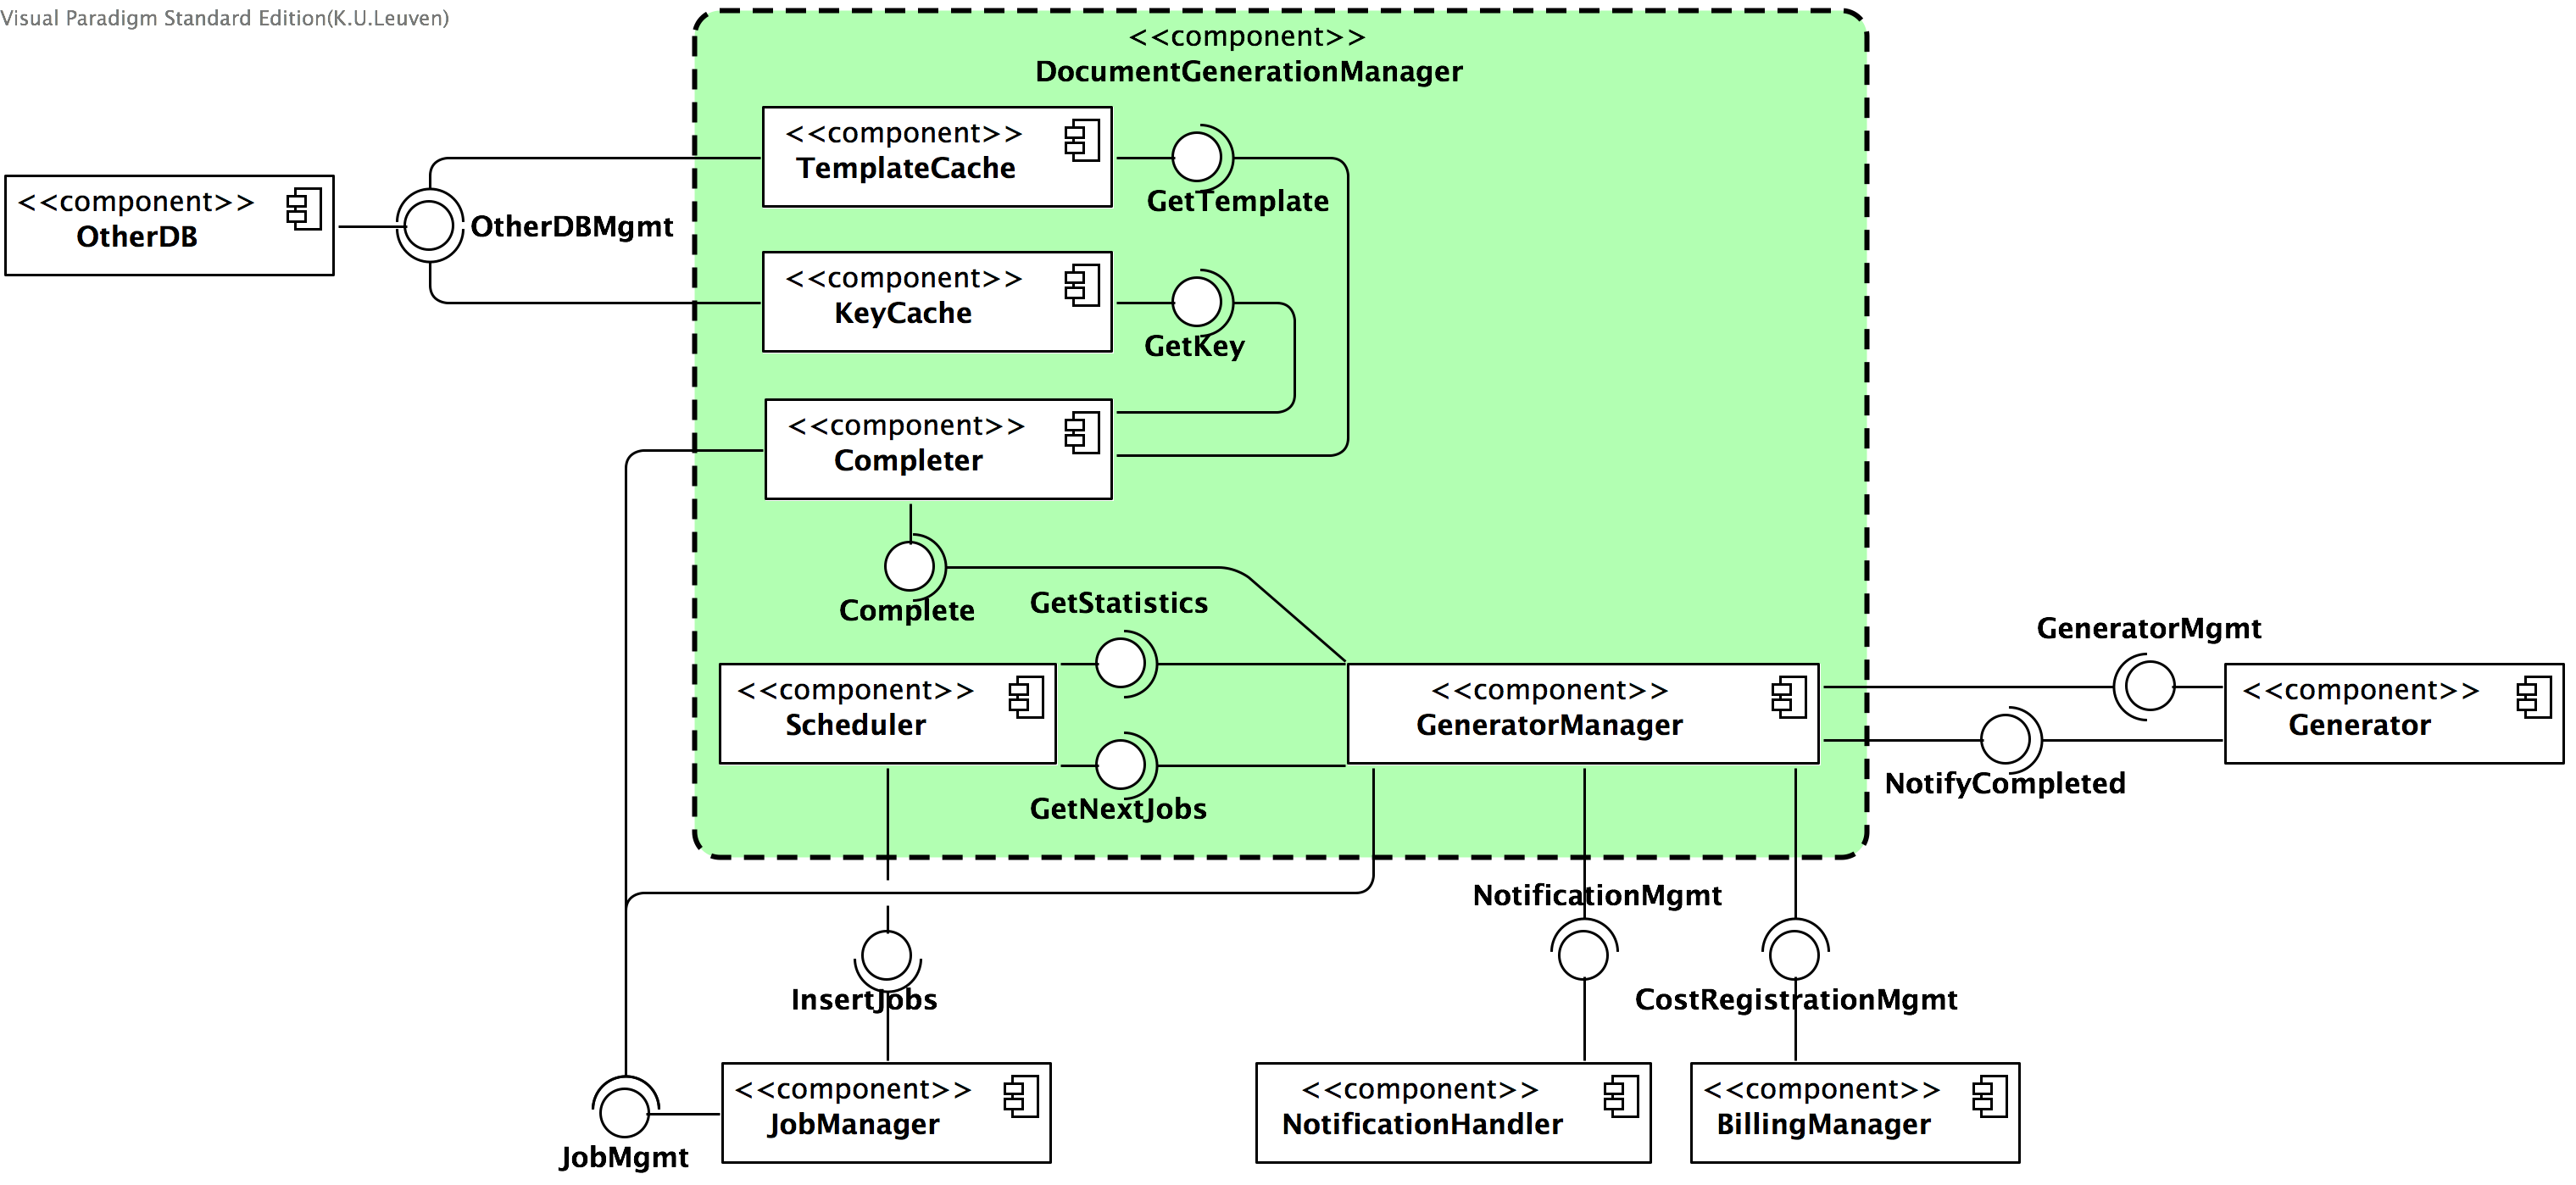 Visual Paradigm Standard Edition(K.U.Leuven)
<<component>>
DocumentGenerationManager
<<component>>
TemplateCache
GetTemplate
<<component>>
OtherDB
OtherDBMgmt
<<component>>
KeyCache
GetKey
<<component>>
Completer
Complete
GetStatistics
<<component>>
Scheduler
GetNextJobs
<<component>>
GeneratorManager
GeneratorMgmt
<<component>>
Generator
NotifyCompleted
NotificationMgmt
InsertJobs
CostRegistrationMgmt
<<component>>
JobManager
JobMgmt
<<component>>
NotificationHandler
<<component>>
BillingManager